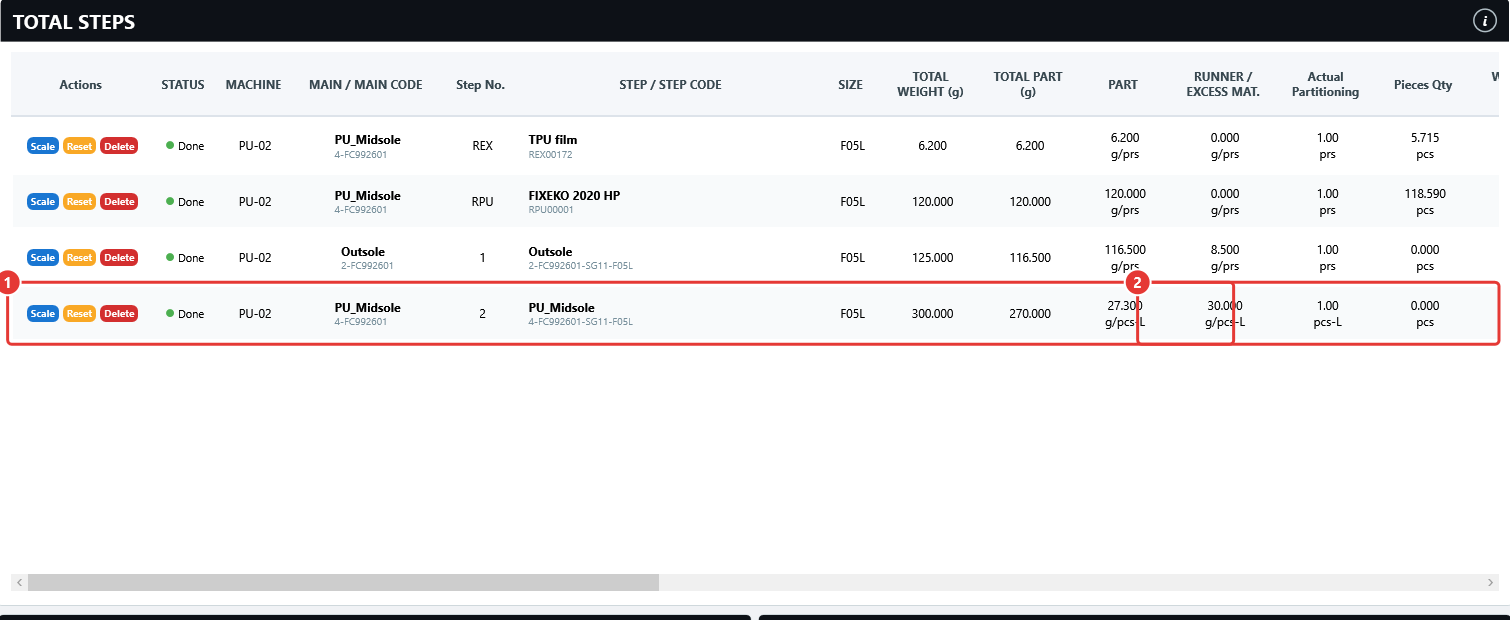 TOTAL STEPS i
Actions STATUS MACHINE MAIN / MAIN CODE Step No. STEP / STEP CODE SIZE TOTAL WEIGHT (g) TOTAL PART (g) PART RUNNER / EXCESS MAT. Actual Partitioning Pieces Qty W
Scale Reset Delete Done PU-02 PU_Midsole REX TPU film F05L 6.200 6.200 6.200 0.000 1.00 5.715
4-FC992601 REX00172 g/prs g/prs prs pcs
Scale Reset Delete Done PU-02 PU_Midsole RPU FIXEKO 2020 HP F05L 120.000 120.000 120.000 0.000 1.00 118.590
4-FC992601 RPU00001 g/prs g/prs prs pcs
Scale Reset Delete Done PU-02 Outsole 1 Outsole F05L 125.000 116.500 116.500 8.500 1.00 0.000
2-FC992601 2-FC992601-SG11-F05L g/prs g/prs prs pcs
1 2
Scale Reset Delete Done PU-02 PU_Midsole 2 PU_Midsole F05L 300.000 270.000 27.300 30.000 1.00 0.000
4-FC992601 4-FC992601-SG11-F05L g/pcs-L g/pcs-L pcs-L pcs